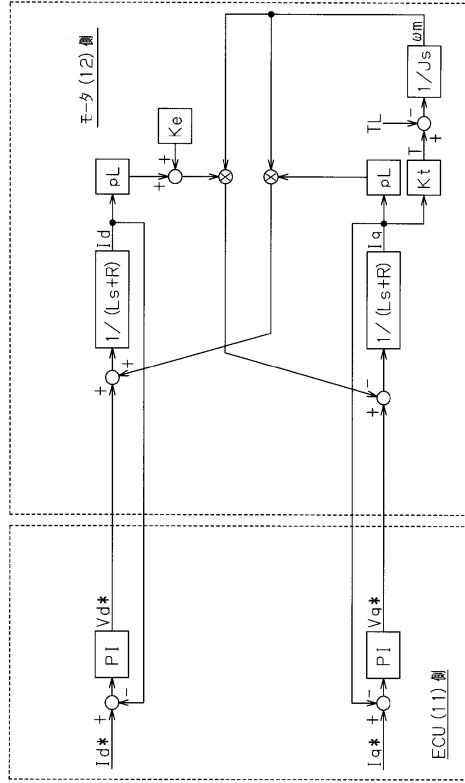 モータ (12) 側
Ke
+
+
pL
Id
1/(Ls+R)
+
+
Vd*
PI
+
-
Id*
ωm
1/Js
TL
-
+
T
Kt
pL
Iq
1/(Ls+R)
-
+
Vq*
PI
-
+
Iq*
ECU (11) 側